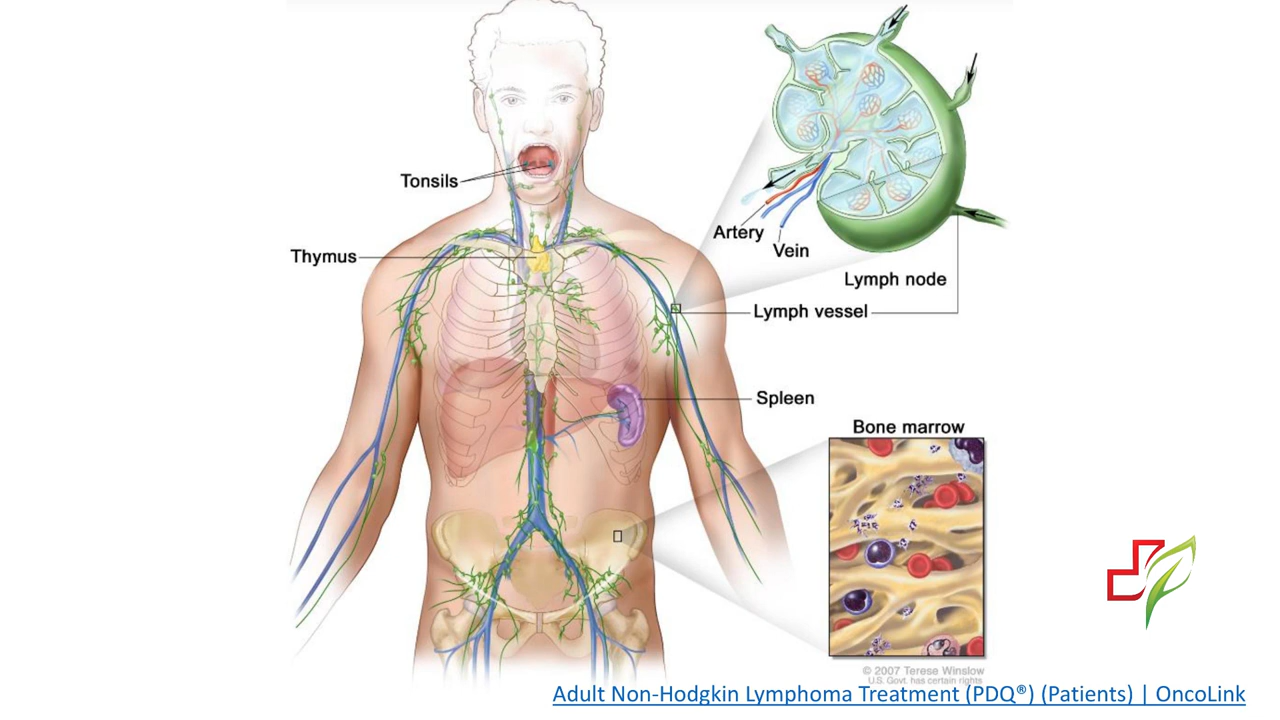 Tonsils
Thymus
Artery
Vein
Lymph node
Lymph vessel
Spleen
Bone marrow
© 2007 Terese Winslow
U.S. Govt. has certain rights
Adult Non-Hodgkin Lymphoma Treatment (PDQ®) (Patients) | OncoLink